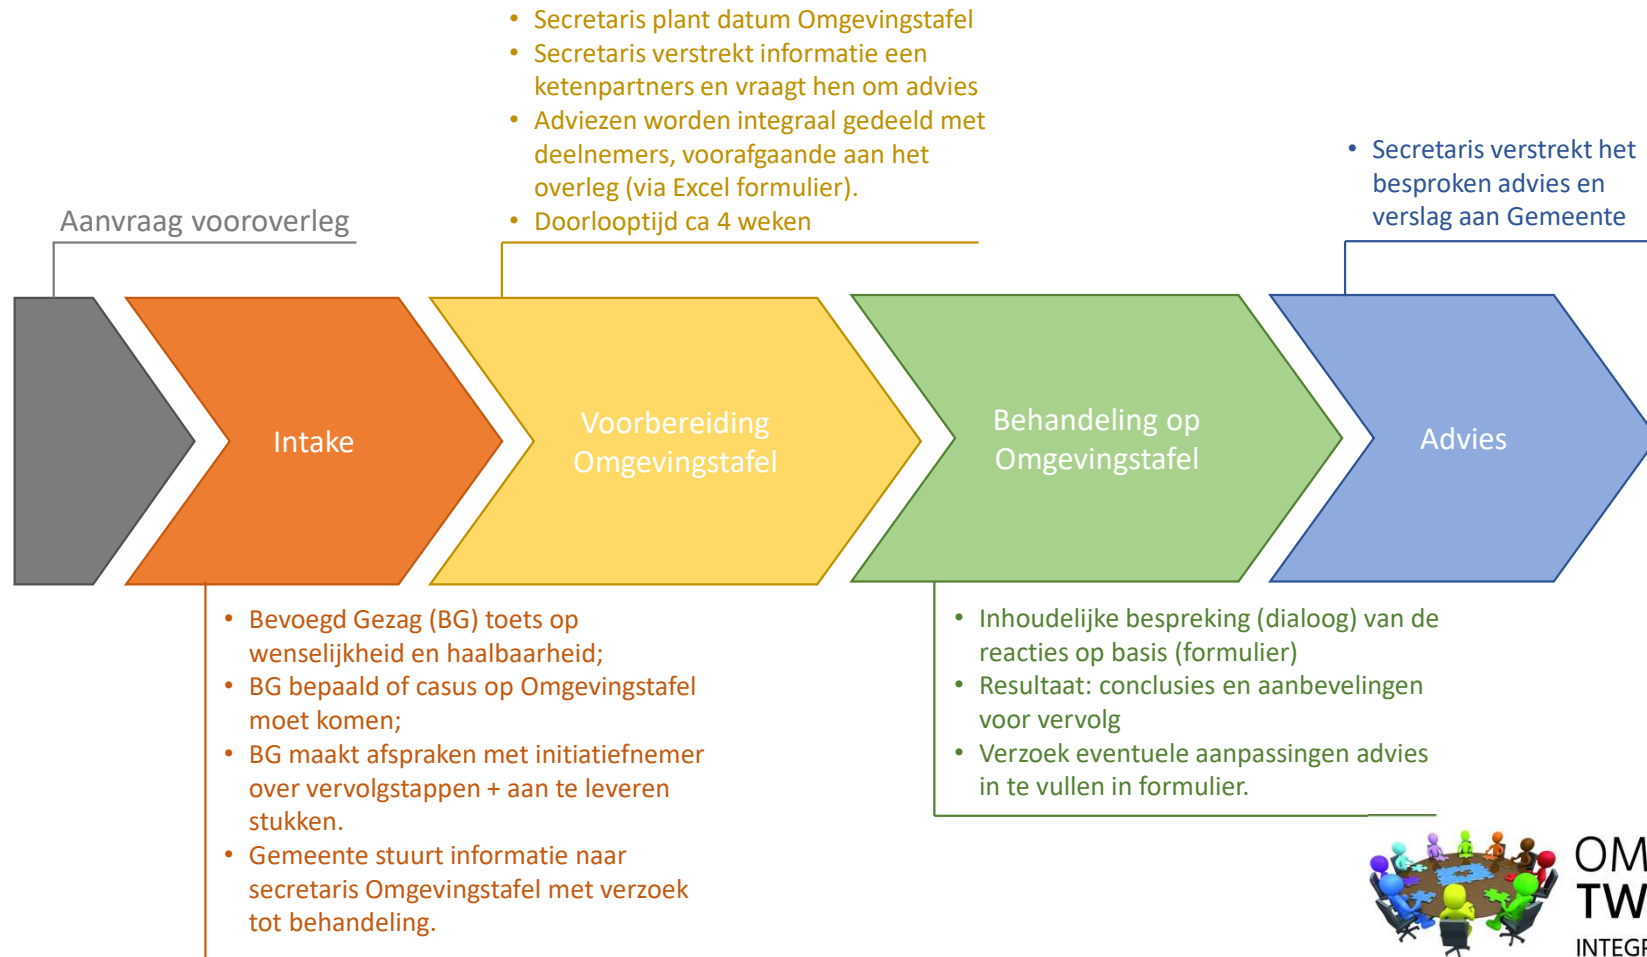 Aanvraag vooroverleg
• Secretaris plant datum Omgevingstafel
• Secretaris verstrekt informatie een
ketenpartners en vraagt hen om advies
• Adviezen worden integraal gedeeld met
deelnemers, voorafgaande aan het
overleg (via Excel formulier).
• Doorlooptijd ca 4 weken
• Secretaris verstrekt het
besproken advies en
verslag aan Gemeente
Intake
Voorbereiding
Omgevingstafel
Behandeling op
Omgevingstafel
Advies
• Bevoegd Gezag (BG) toets op
wenselijkheid en haalbaarheid;
• BG bepaald of casus op Omgevingstafel
moet komen;
• BG maakt afspraken met initiatiefnemer
over vervolgstappen + aan te leveren
stukken.
• Gemeente stuurt informatie naar
secretaris Omgevingstafel met verzoek
tot behandeling.
• Inhoudelijke bespreking (dialoog) van de
reacties op basis (formulier)
• Resultaat: conclusies en aanbevelingen
voor vervolg
• Verzoek eventuele aanpassingen advies
in te vullen in formulier.
OM
TW
INTEGR